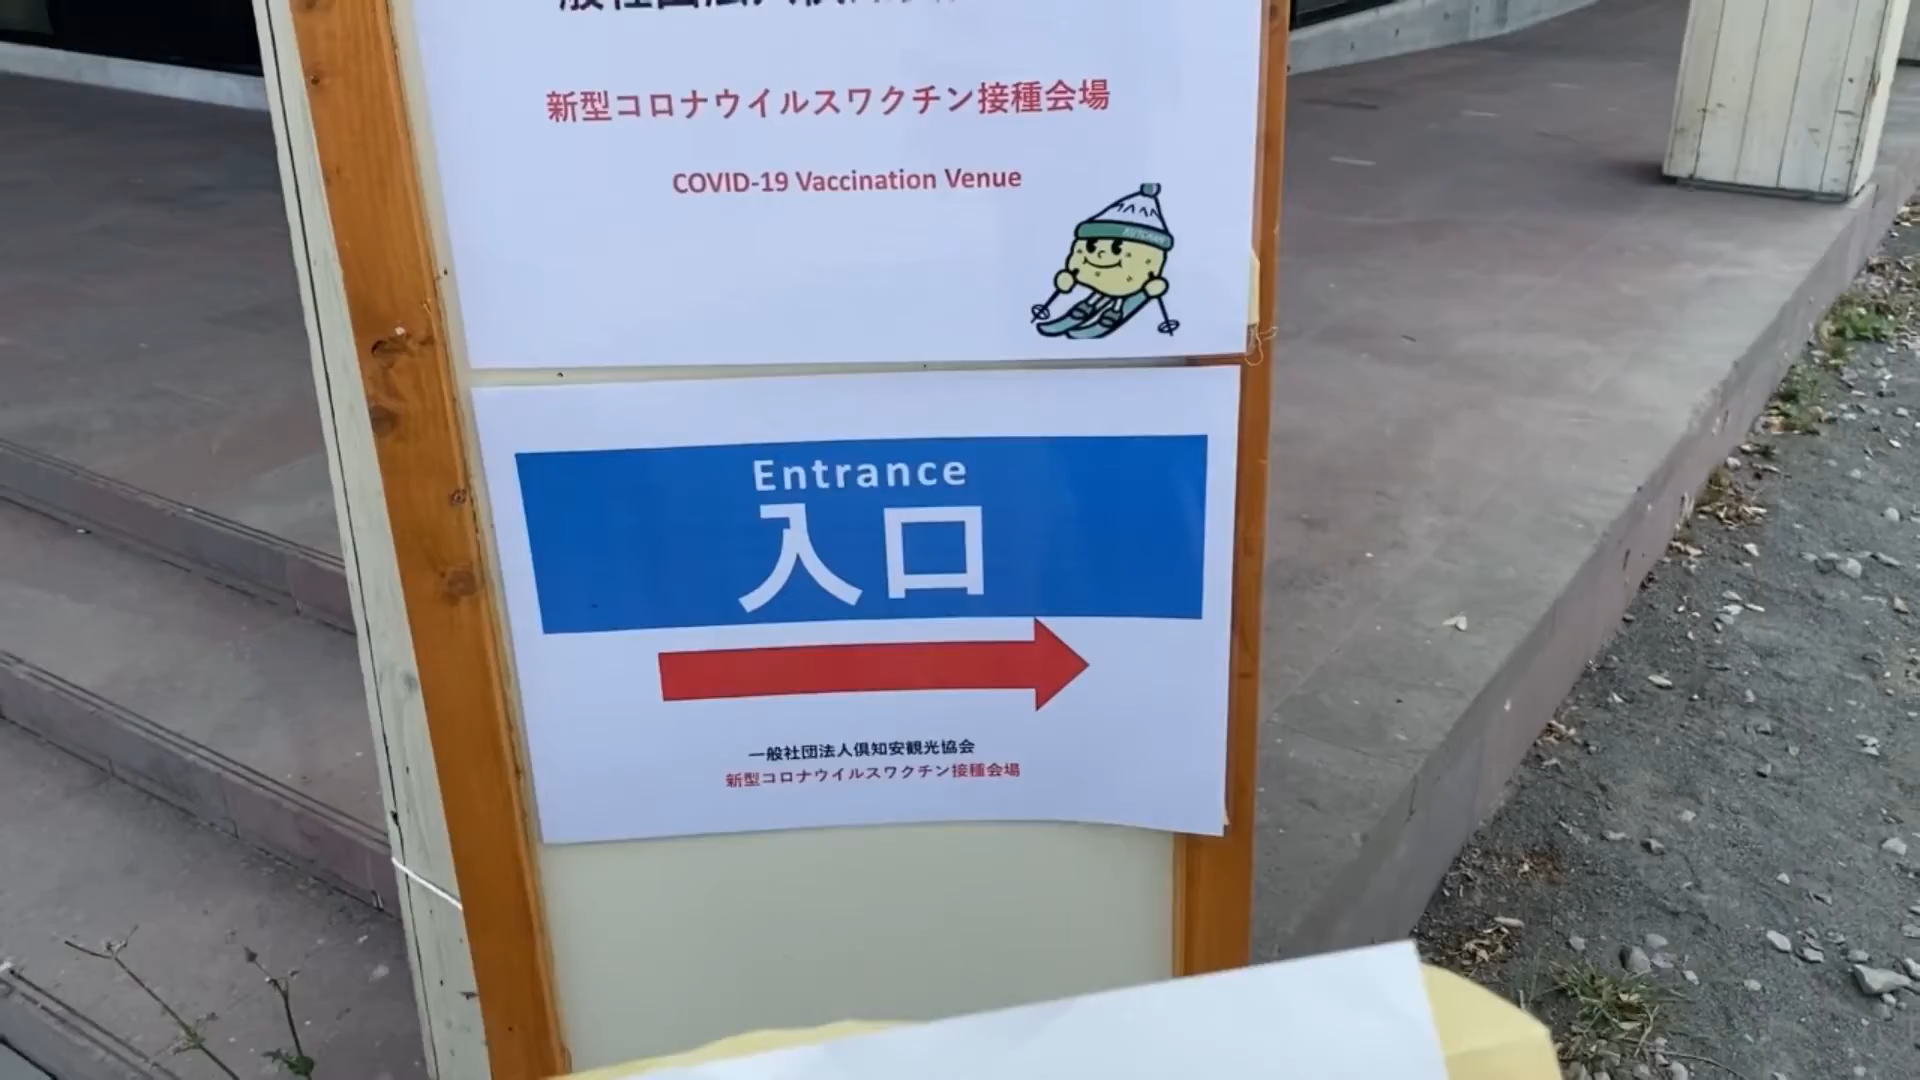 新型コロナウイルスワクチン接種会場
COVID-19 Vaccination Venue
Entrance
入口
一般社団法人倶知安観光協会
新型コロナウイルスワクチン接種会場